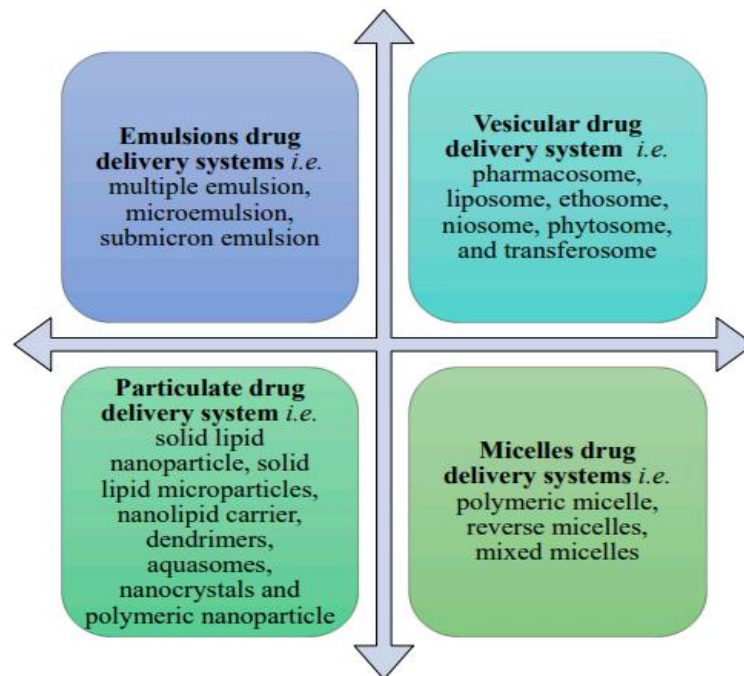 Emulsions drug
delivery systems i.e.
multiple emulsion,
microemulsion,
submicron emulsion
Vesicular drug
delivery system i.e.
pharmacosome,
liposome, ethosome,
niosome, phytosome,
and transferosome
Particulate drug
delivery system i.e.
solid lipid
nanoparticle, solid
lipid microparticles,
nanolipid carrier,
dendrimers,
aquasomes,
nanocrystals and
polymeric nanoparticle
Micelles drug
delivery systems i.e.
polymeric micelle,
reverse micelles,
mixed micelles